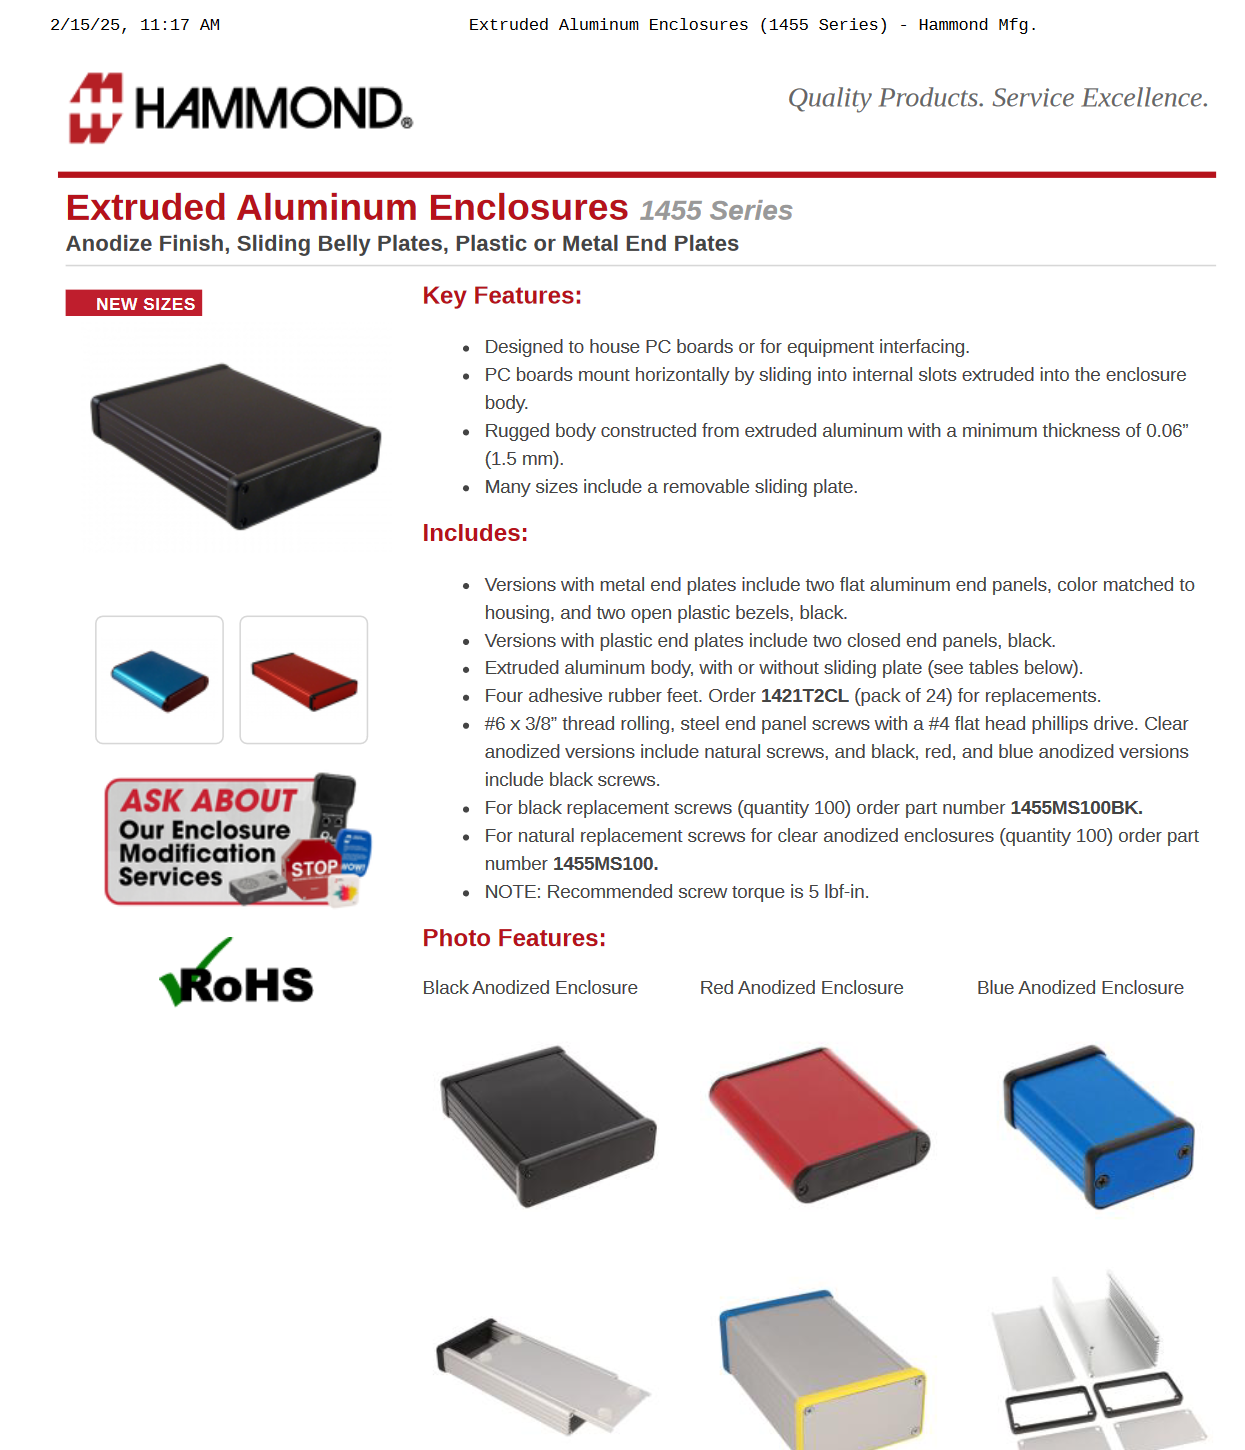 2/15/25, 11:17 AM
Extruded Aluminum Enclosures (1455 Series) - Hammond Mfg.
HAMMOND®
Quality Products. Service Excellence.
Extruded Aluminum Enclosures 1455 Series
Anodize Finish, Sliding Belly Plates, Plastic or Metal End Plates
NEW SIZES
ASK ABOUT
Our Enclosure
Modification
Services
STOP
WOW!
RoHS
Key Features:
• Designed to house PC boards or for equipment interfacing.
• PC boards mount horizontally by sliding into internal slots extruded into the enclosure
body.
• Rugged body constructed from extruded aluminum with a minimum thickness of 0.06”
(1.5 mm).
• Many sizes include a removable sliding plate.
Includes:
• Versions with metal end plates include two flat aluminum end panels, color matched to
housing, and two open plastic bezels, black.
• Versions with plastic end plates include two closed end panels, black.
• Extruded aluminum body, with or without sliding plate (see tables below).
• Four adhesive rubber feet. Order 1421T2CL (pack of 24) for replacements.
• #6 x 3/8” thread rolling, steel end panel screws with a #4 flat head phillips drive. Clear
anodized versions include natural screws, and black, red, and blue anodized versions
include black screws.
• For black replacement screws (quantity 100) order part number 1455MS100BK.
• For natural replacement screws for clear anodized enclosures (quantity 100) order part
number 1455MS100.
• NOTE: Recommended screw torque is 5 lbf-in.
Photo Features:
Black Anodized Enclosure
Red Anodized Enclosure
Blue Anodized Enclosure